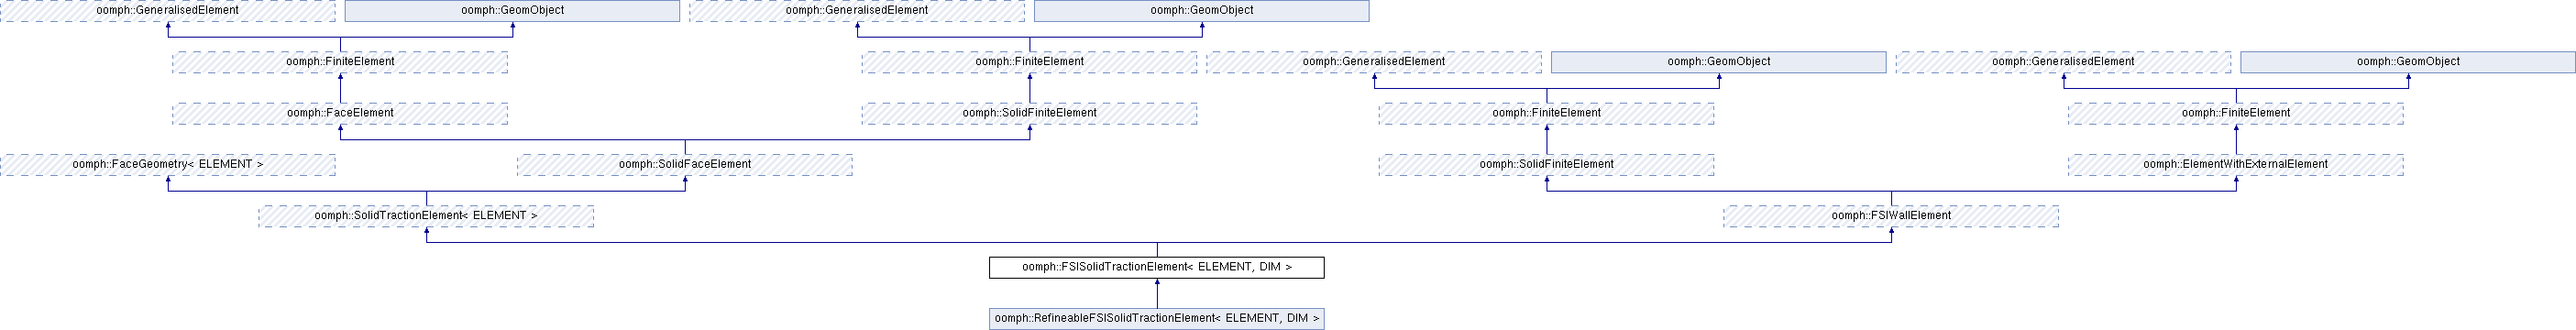 oomph::GeneralisedElement
oomph::GeomObject
oomph::GeneralisedElement
oomph::GeomObject
oomph::FiniteElement
oomph::FiniteElement
oomph::GeneralisedElement
oomph::GeomObject
oomph::GeneralisedElement
oomph::GeomObject
oomph::FaceElement
oomph::SolidFiniteElement
oomph::FiniteElement
oomph::FiniteElement
oomph::FaceGeometry< ELEMENT >
oomph::SolidFaceElement
oomph::SolidFiniteElement
oomph::ElementWithExternalElement
oomph::SolidTractionElement< ELEMENT >
oomph::FSIWallElement
oomph::FSISolidTractionElement< ELEMENT, DIM >
oomph::RefineableFSISolidTractionElement< ELEMENT, DIM >